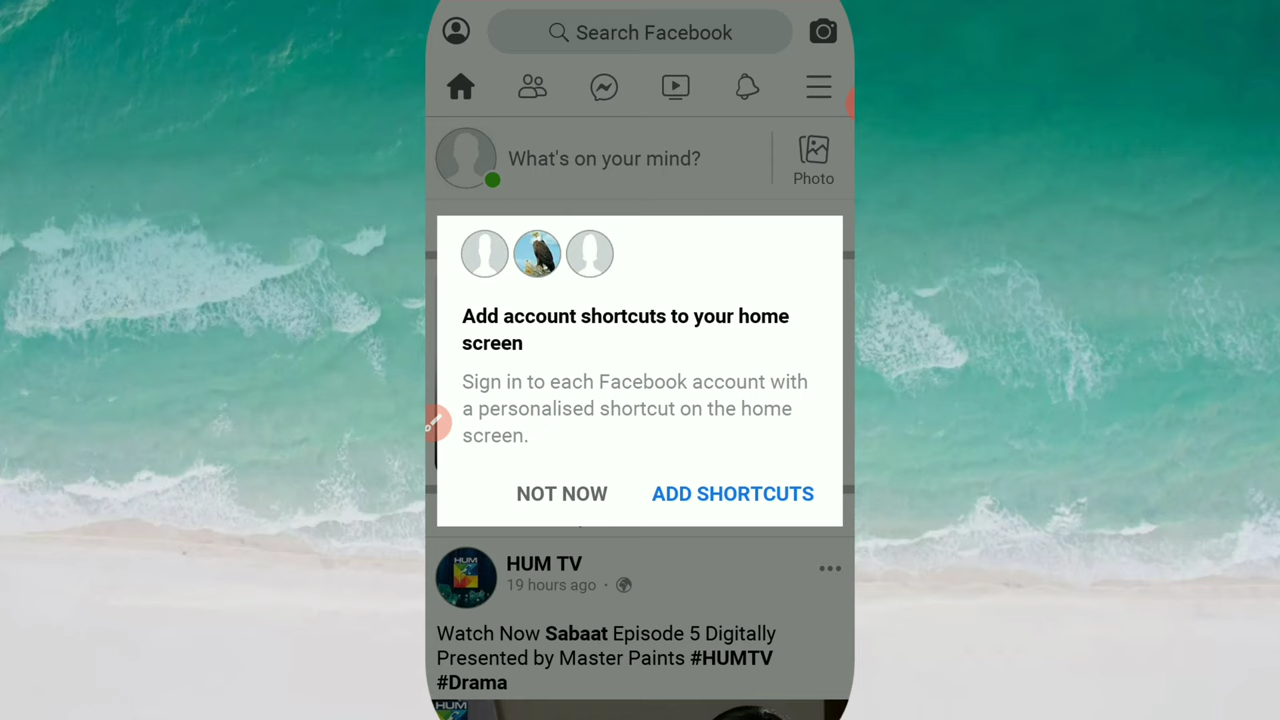 Search Facebook
What's on your mind?
Photo
Add account shortcuts to your home
screen
Sign in to each Facebook account with
a personalised shortcut on the home
screen.
NOT NOW ADD SHORTCUTS
HUM
HUM TV
19 hours ago ·
Watch Now Sabaat Episode 5 Digitally
Presented by Master Paints #HUMTV
#Drama
HUM